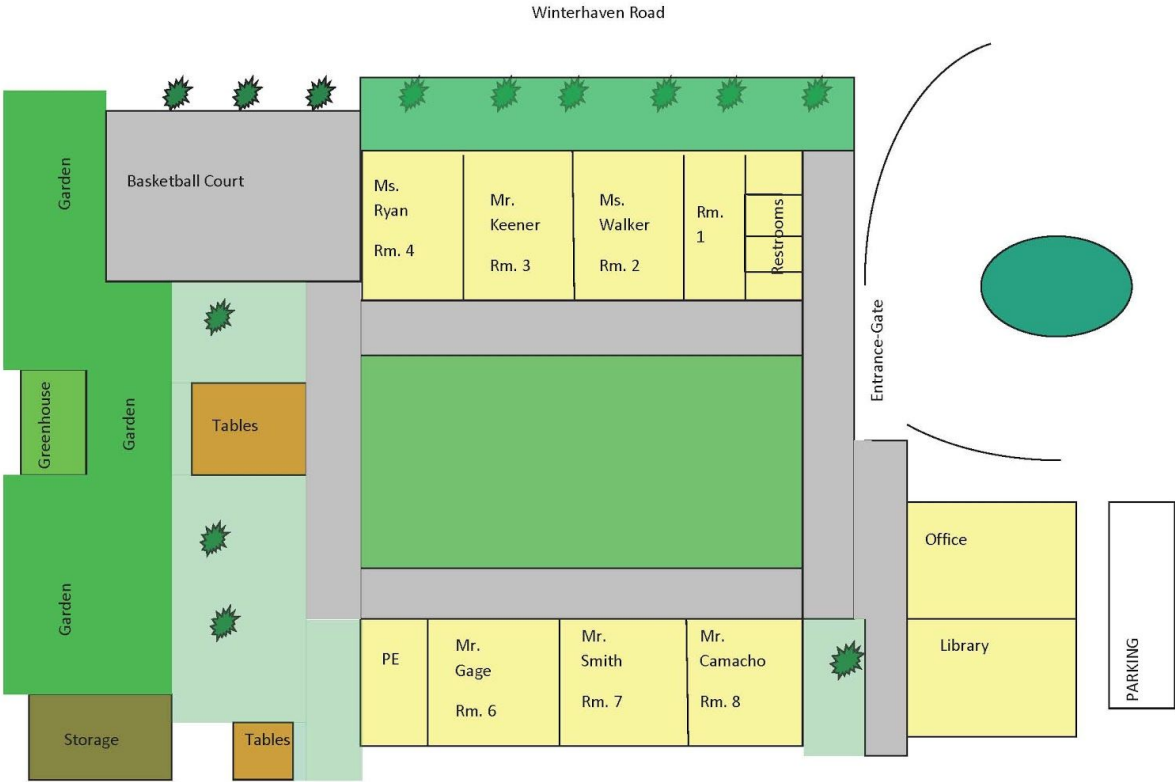 Winterhaven Road
Garden
Basketball Court
Ms.
Ryan
Rm. 4
Mr.
Keener
Rm. 3
Ms.
Walker
Rm. 2
Rm.
1
Restrooms
Entrance-Gate
Greenhouse
Garden
Tables
Garden
Office
Library
PARKING
PE
Mr.
Gage
Rm. 6
Mr.
Smith
Rm. 7
Mr.
Camacho
Rm. 8
Storage
Tables